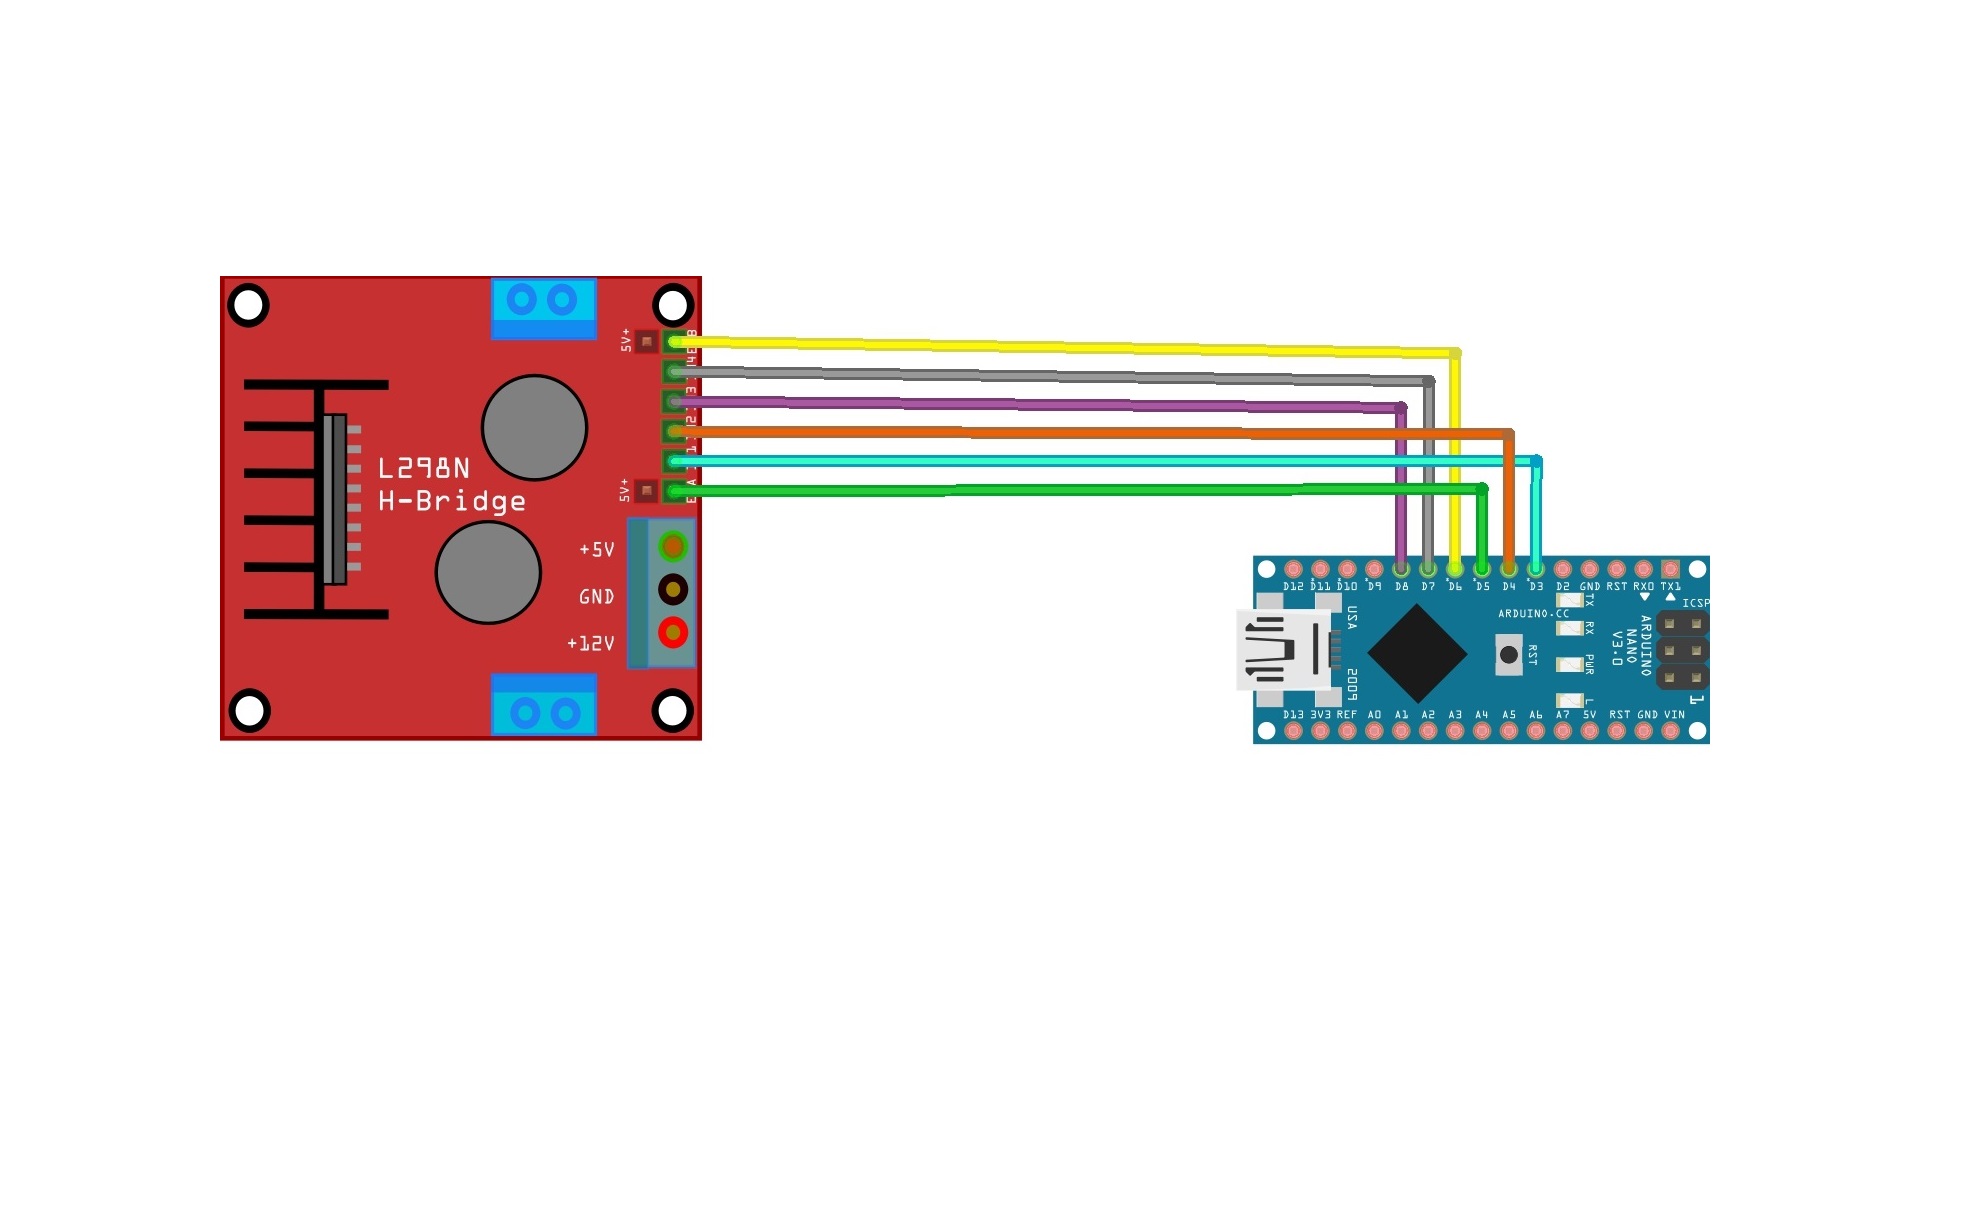 5V+
L298N
H-Bridge
5V+
+5V
GND
+12V
D12 D11 D10 D9 D8 D7 D6 D5 D4 D3 D2 GND RST RX0 TX1
TX
ICSP
ARDUINO.CC
USA
RX
ARDUINO
NANO
V3.0
RST
PWR
2009
L
1
D13 3V3 REF A0 A1 A2 A3 A4 A5 A6 A7 5V RST GND VIN